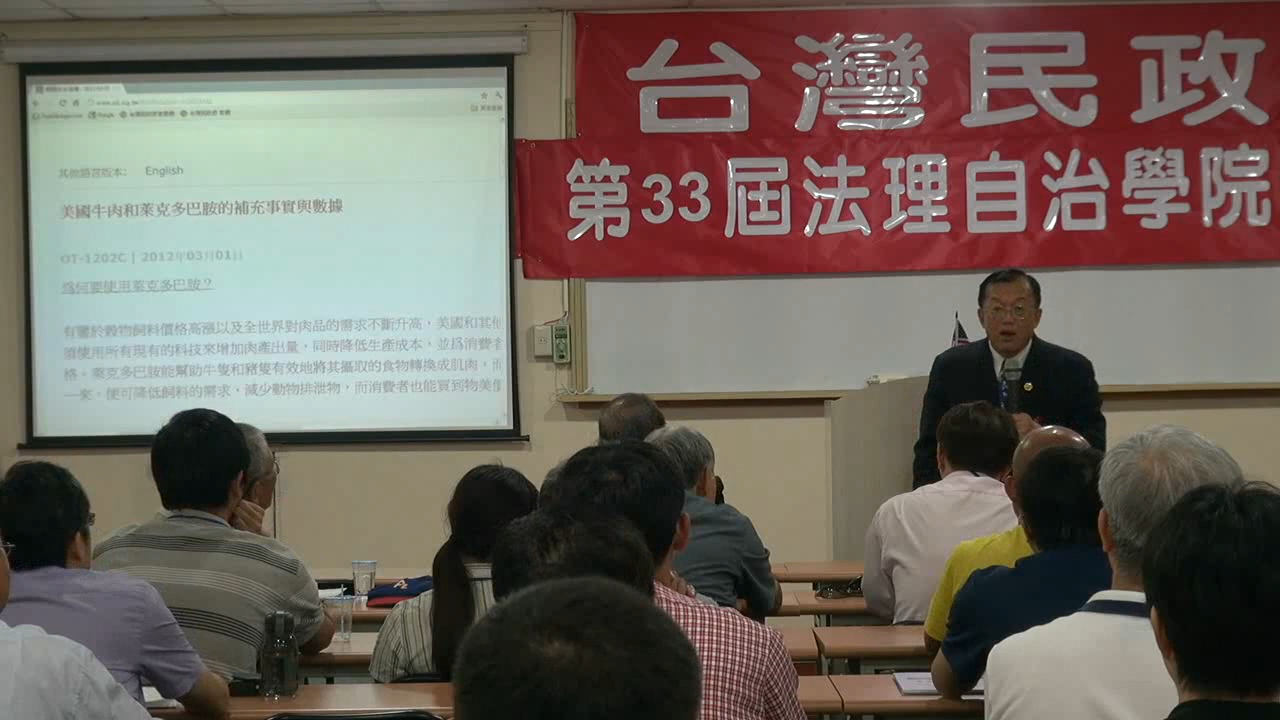 台灣民政
第33屆法理自治學院
其他語言版本: English
美國牛肉和萊克多巴胺的補充事實與數據
OT-1202C | 2012年03月01日
為何要使用萊克多巴胺？
有鑒於穀物飼料價格高漲以及全世界對肉品的需求不斷升高，美國和其他
須使用所有現有的科技來增加肉產出量，同時降低生產成本，並爲消費者
格。萊克多巴胺能幫助牛隻和豬隻有效地將其攝取的食物轉換成肌肉，而
一來，便可降低飼料的需求，減少動物排泄物，而消費者也能買到物美價